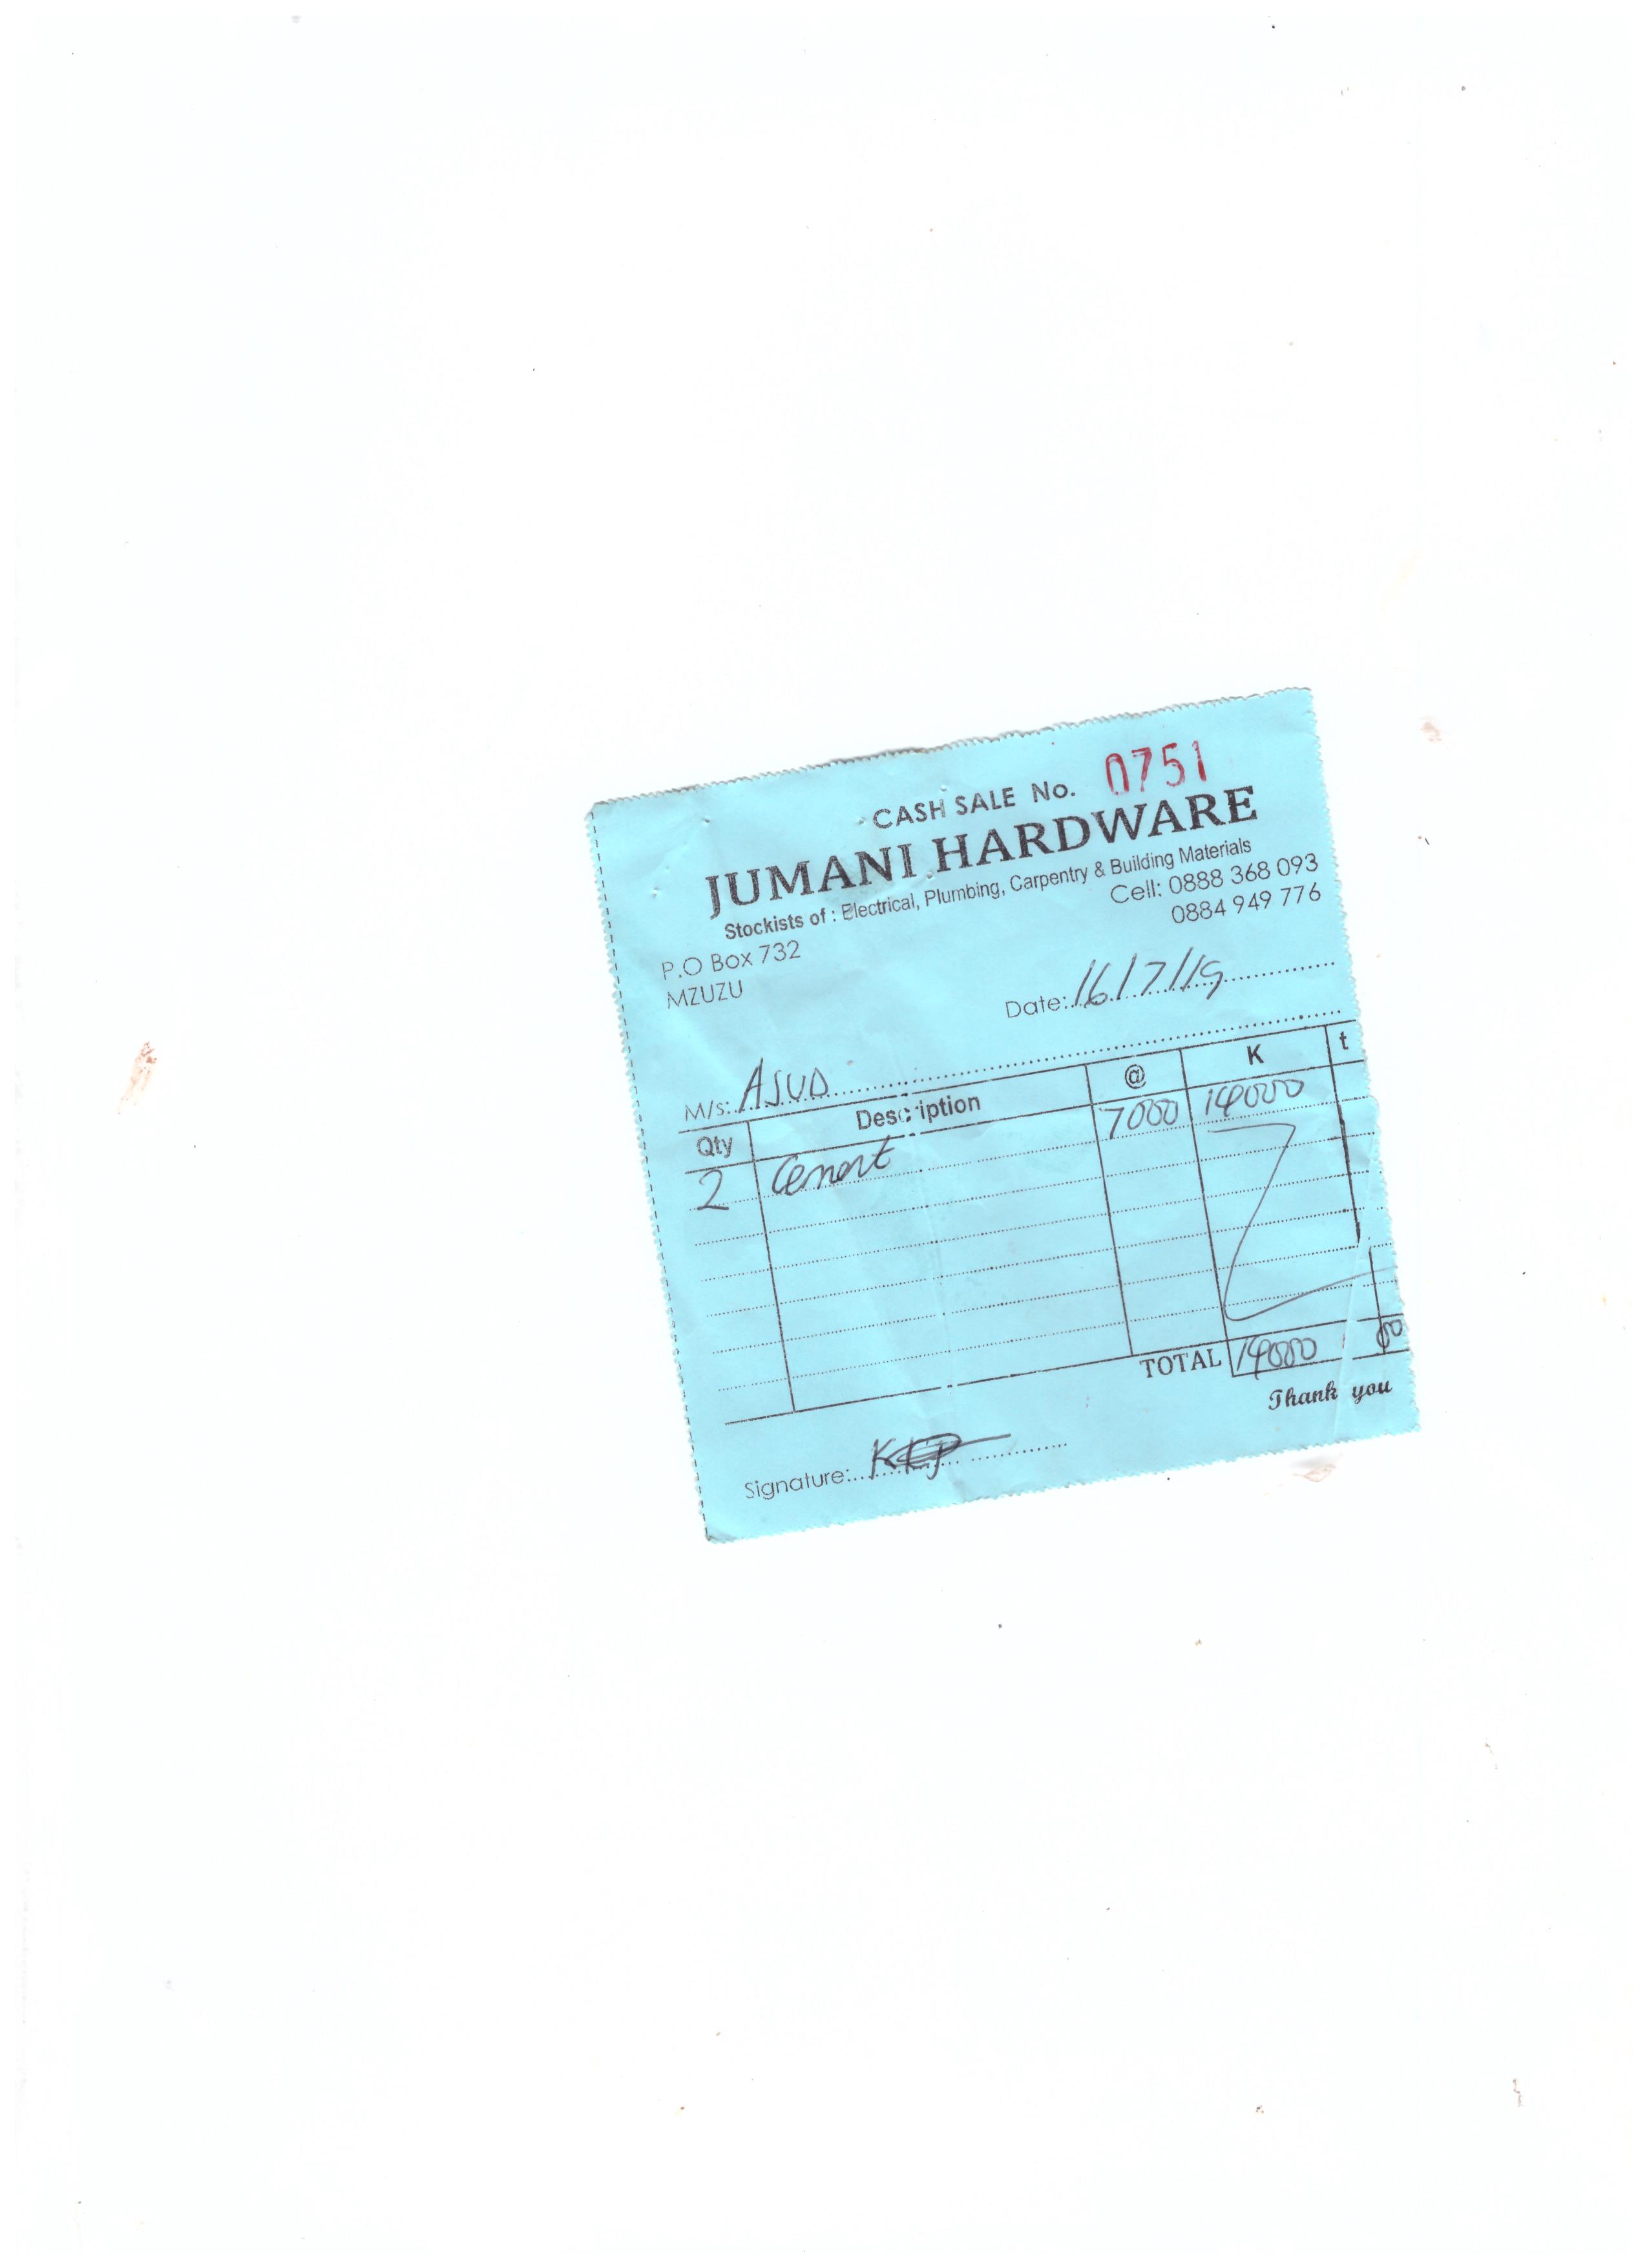 CASH SALE No. 0751
JUMANI HARDWARE
Stockists of : Electrical, Plumbing, Carpentry & Building Materials
P.O Box 732
MZUZU
Cell: 0888 368 093
0884 949 776
Date: 16/7/19
M/s: ASUD
Qty Description @ K t
2 Cement 7000 14000
TOTAL 14000 00
Thank you
Signature: